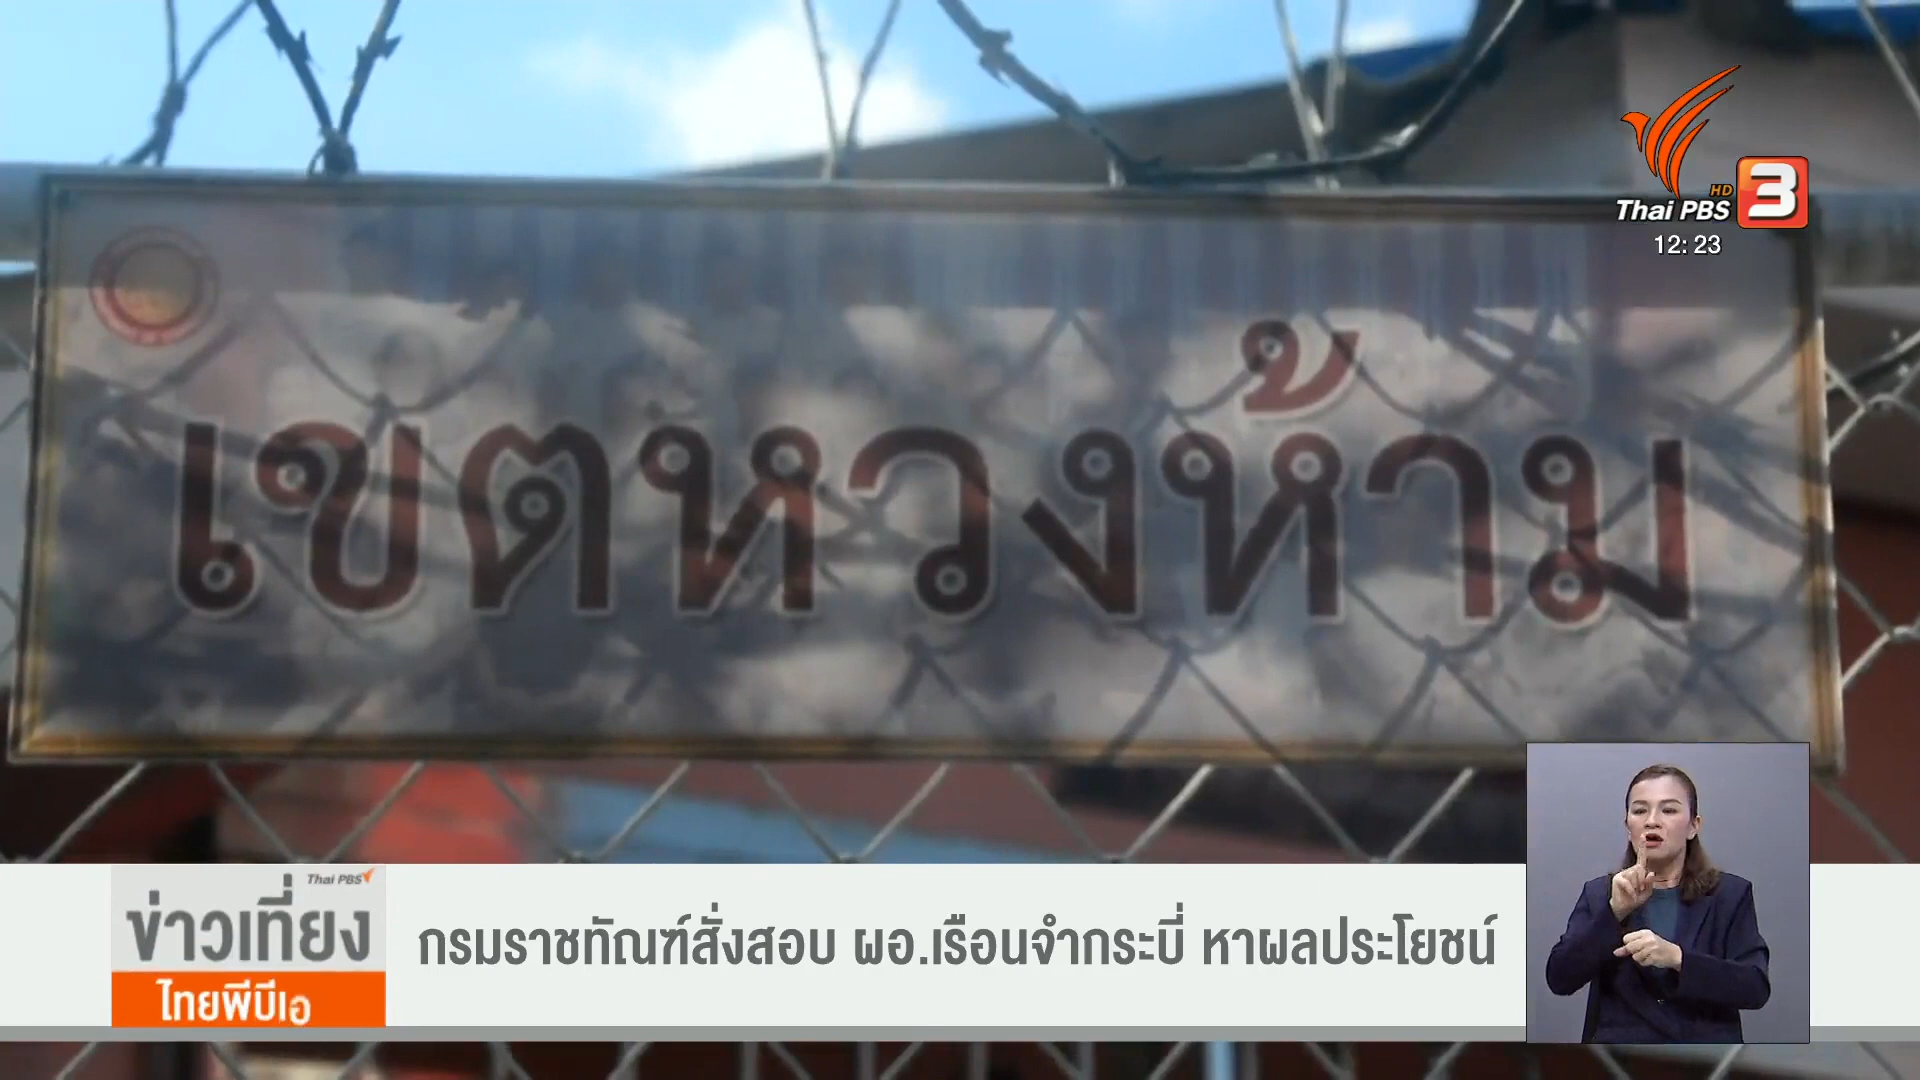 HD
Thai PBS 3
12:23
เขตหวงห้าม
Thai PBS
ข่าวเที่ยง
ไทยพีบีเอ
กรมราชทัณฑ์สั่งสอบ ผอ.เรือนจำกระบี่ หาผลประโยชน์